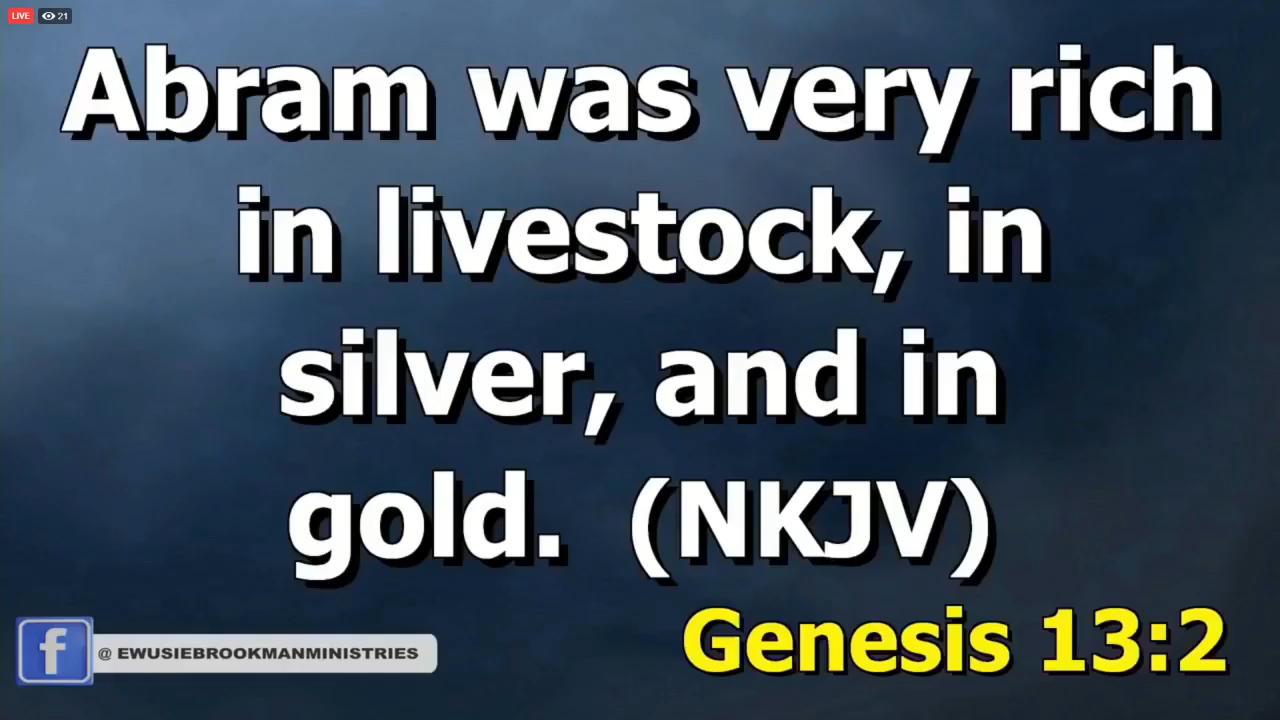 LIVE 21
Abram was very rich
in livestock, in
silver, and in
gold. (NKJV)
Genesis 13:2
f @ EWUSIEBROOKMANMINISTRIES